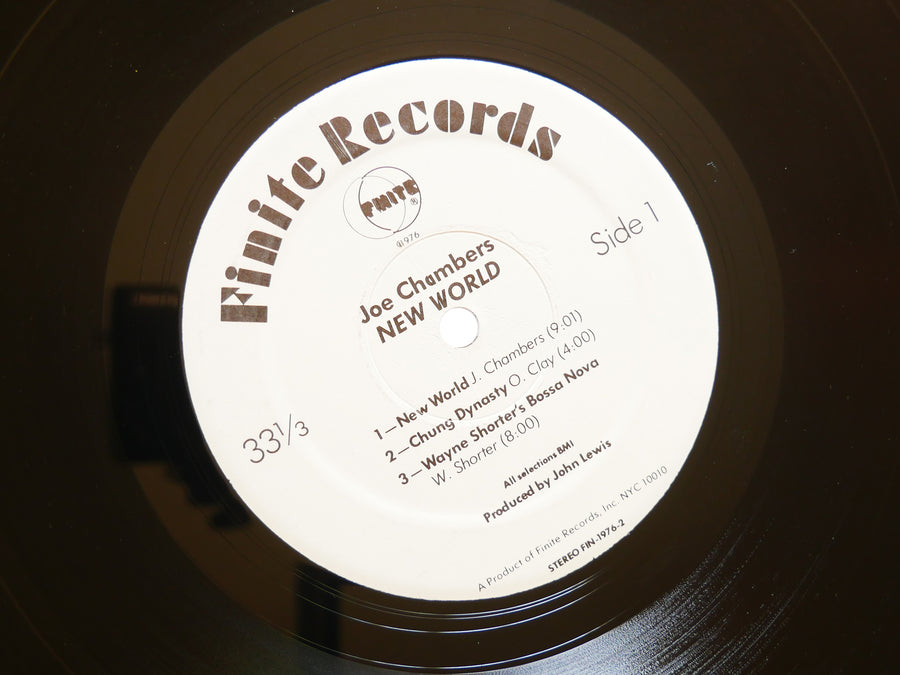 Finite Records
FINITE ®
℗1976
Joe Chambers
NEW WORLD
Side 1
33⅓
1—New World J. Chambers (9:01)
2—Chung Dynasty O. Clay (4:00)
3—Wayne Shorter's Bossa Nova
W. Shorter (8:00)
All selections BMI
Produced by John Lewis
A Product of Finite Records, Inc. NYC 10010
STEREO FIN-1976-2